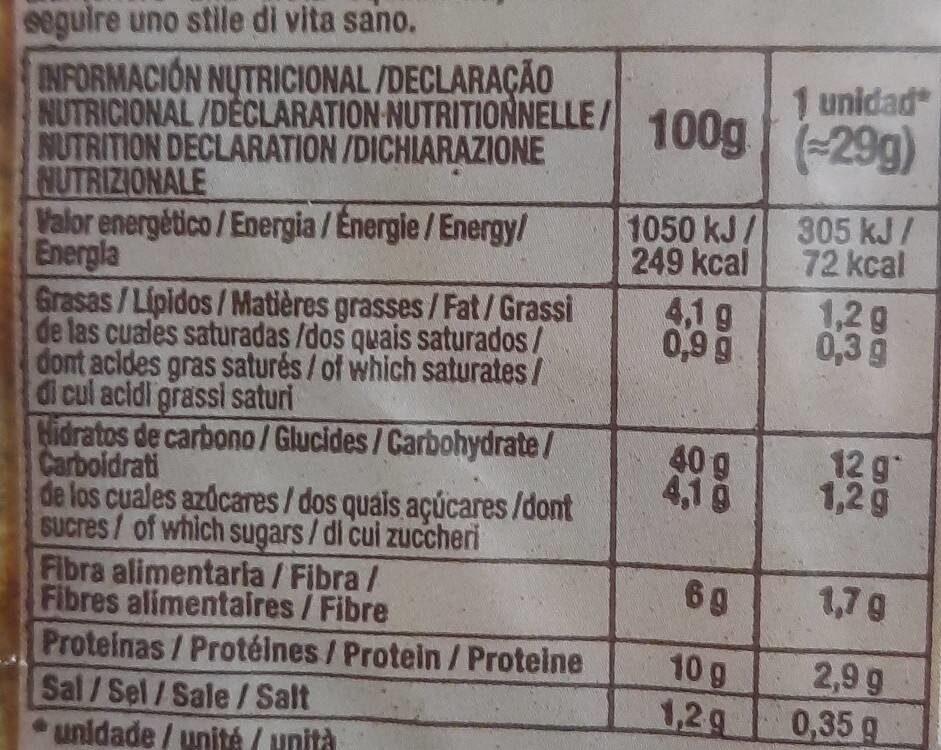 seguire uno stile di vita sano.
INFORMACIÓN NUTRICIONAL /DECLARAÇÃO
NUTRICIONAL /DÉCLARATION NUTRITIONNELLE /
NUTRITION DECLARATION /DICHIARAZIONE
NUTRIZIONALE
100g
1 unidad*
(≈29g)
Valor energético / Energia / Énergie / Energy/
Energia
1050 kJ /
249 kcal
305 kJ /
72 kcal
Grasas / Lípidos / Matières grasses / Fat / Grassi
de las cuales saturadas /dos quais saturados /
dont acides gras saturés / of which saturates /
di cui acidi grassi saturi
4,1 g
0,9 g
1,2 g
0,3 g
Hidratos de carbono / Glucides / Carbohydrate /
Carboidrati
de los cuales azúcares / dos quais açúcares /dont
sucres / of which sugars / di cui zuccheri
40 g
4,1 g
12 g
1,2 g
Fibra alimentaria / Fibra /
Fibres alimentaires / Fibre
6 g
1,7 g
Proteinas / Protéines / Protein / Proteine
10 g
2,9 g
Sal / Sel / Sale / Salt
1,2 g
0,35 g
* unidade / unité / unità